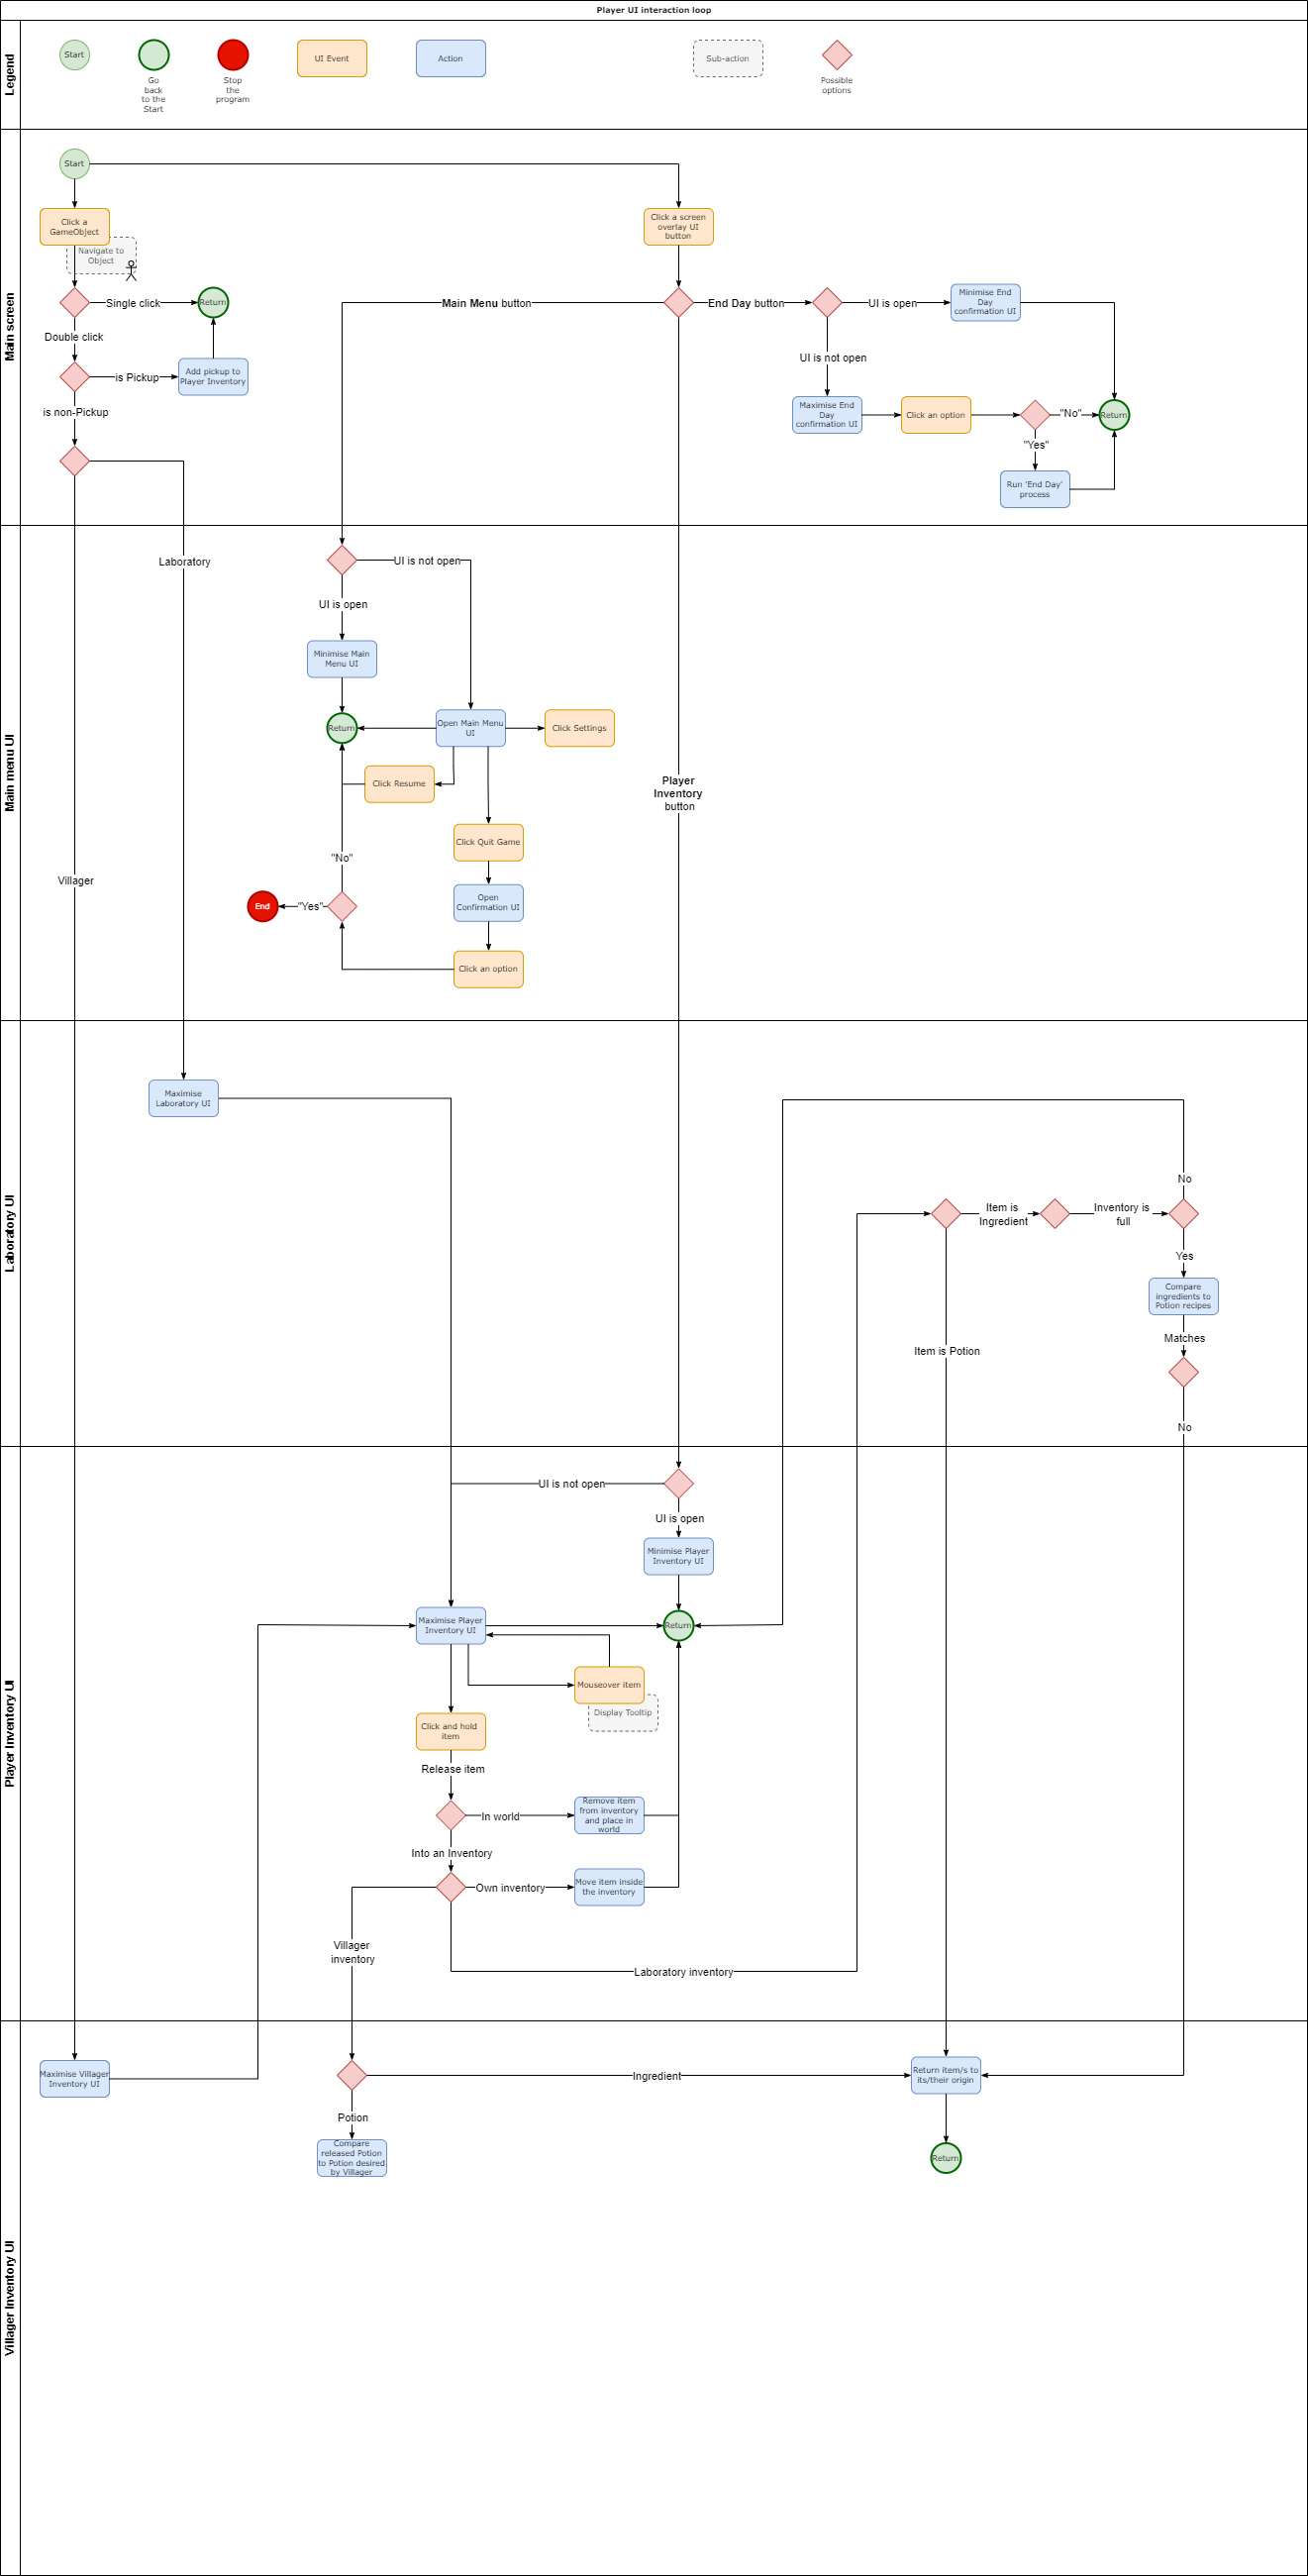 Player UI interaction loop
Legend
Start
Go
back
to the
Start
Stop
the
program
UI Event
Action
Sub-action
Possible
options
Main screen
Start
Click a
GameObject
Navigate to
Object
Single click
Return
Double click
is Pickup
Add pickup to
Player Inventory
is non-Pickup
Click a screen
overlay UI
button
Main Menu button
End Day button
UI is open
Minimise End
Day
confirmation UI
UI is not open
Maximise End
Day
confirmation UI
Click an option
"No"
Return
"Yes"
Run 'End Day'
process
Main menu UI
Laboratory
UI is not open
UI is open
Minimise Main
Menu UI
Return
Open Main Menu
UI
Click Settings
Click Resume
Player
Inventory
button
Click Quit Game
"No"
Villager
Open
Confirmation UI
End
"Yes"
Click an option
Laboratory UI
Maximise
Laboratory UI
No
Item is
Ingredient
Inventory is
full
Yes
Compare
ingredients to
Potion recipes
Matches
Item is Potion
No
Player Inventory UI
UI is not open
UI is open
Minimise Player
Inventory UI
Maximise Player
Inventory UI
Return
Mouseover item
Display Tooltip
Click and hold
item
Release item
In world
Remove item
from inventory
and place in
world
Into an Inventory
Own inventory
Move item inside
the inventory
Villager
inventory
Laboratory inventory
Villager Inventory UI
Maximise Villager
Inventory UI
Ingredient
Return item/s to
its/their origin
Potion
Compare
released Potion
to Potion desired
by Villager
Return